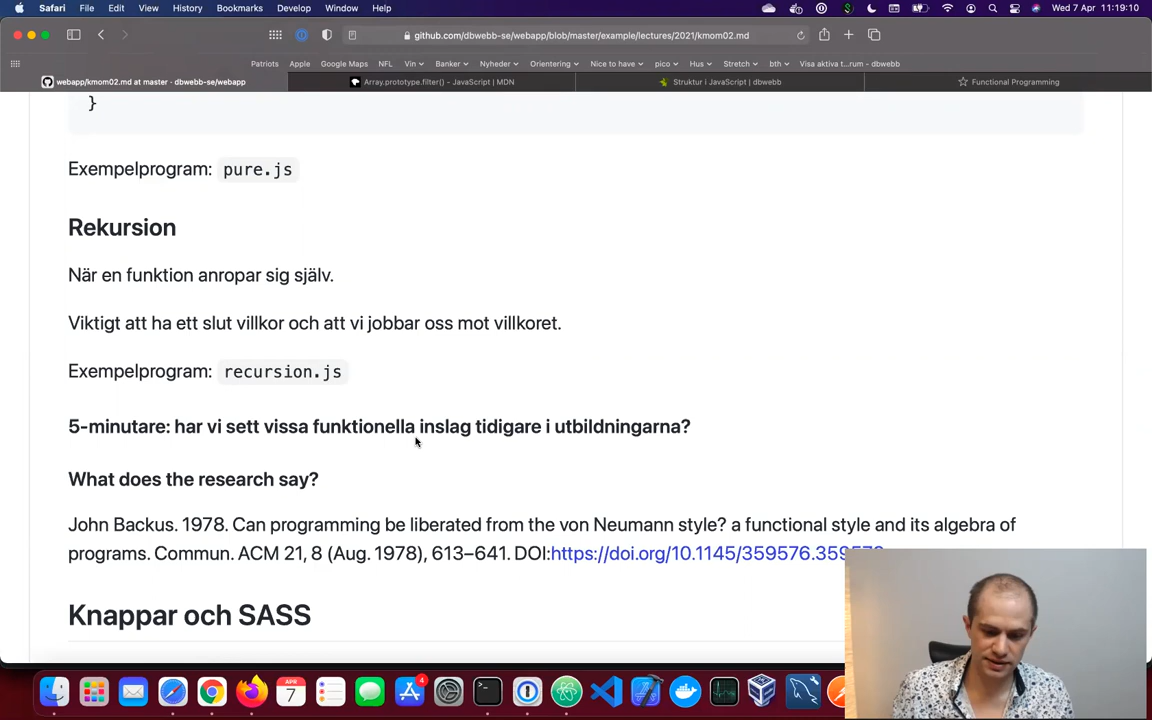 Safari File Edit View History Bookmarks Develop Window Help Wed 7 Apr 11:19:10
github.com/dbwebb-se/webapp/blob/master/example/lectures/2021/kmom02.md
Patriots Apple Google Maps NFL Vin Banker Nyheder Orientering Nice to have pico Hus Stretch bth Visa aktiva t...rum - dbwebb
webapp/kmom02.md at master · dbwebb-se/webapp Array.prototype.filter() - JavaScript | MDN Struktur i JavaScript | dbwebb Functional Programming
}
Exempelprogram: pure.js
Rekursion
När en funktion anropar sig själv.
Viktigt att ha ett slut villkor och att vi jobbar oss mot villkoret.
Exempelprogram: recursion.js
5-minutare: har vi sett vissa funktionella inslag tidigare i utbildningarna?
What does the research say?
John Backus. 1978. Can programming be liberated from the von Neumann style? a functional style and its algebra of
programs. Commun. ACM 21, 8 (Aug. 1978), 613–641. DOI:https://doi.org/10.1145/359576.359579
Knappar och SASS
APR
7
4